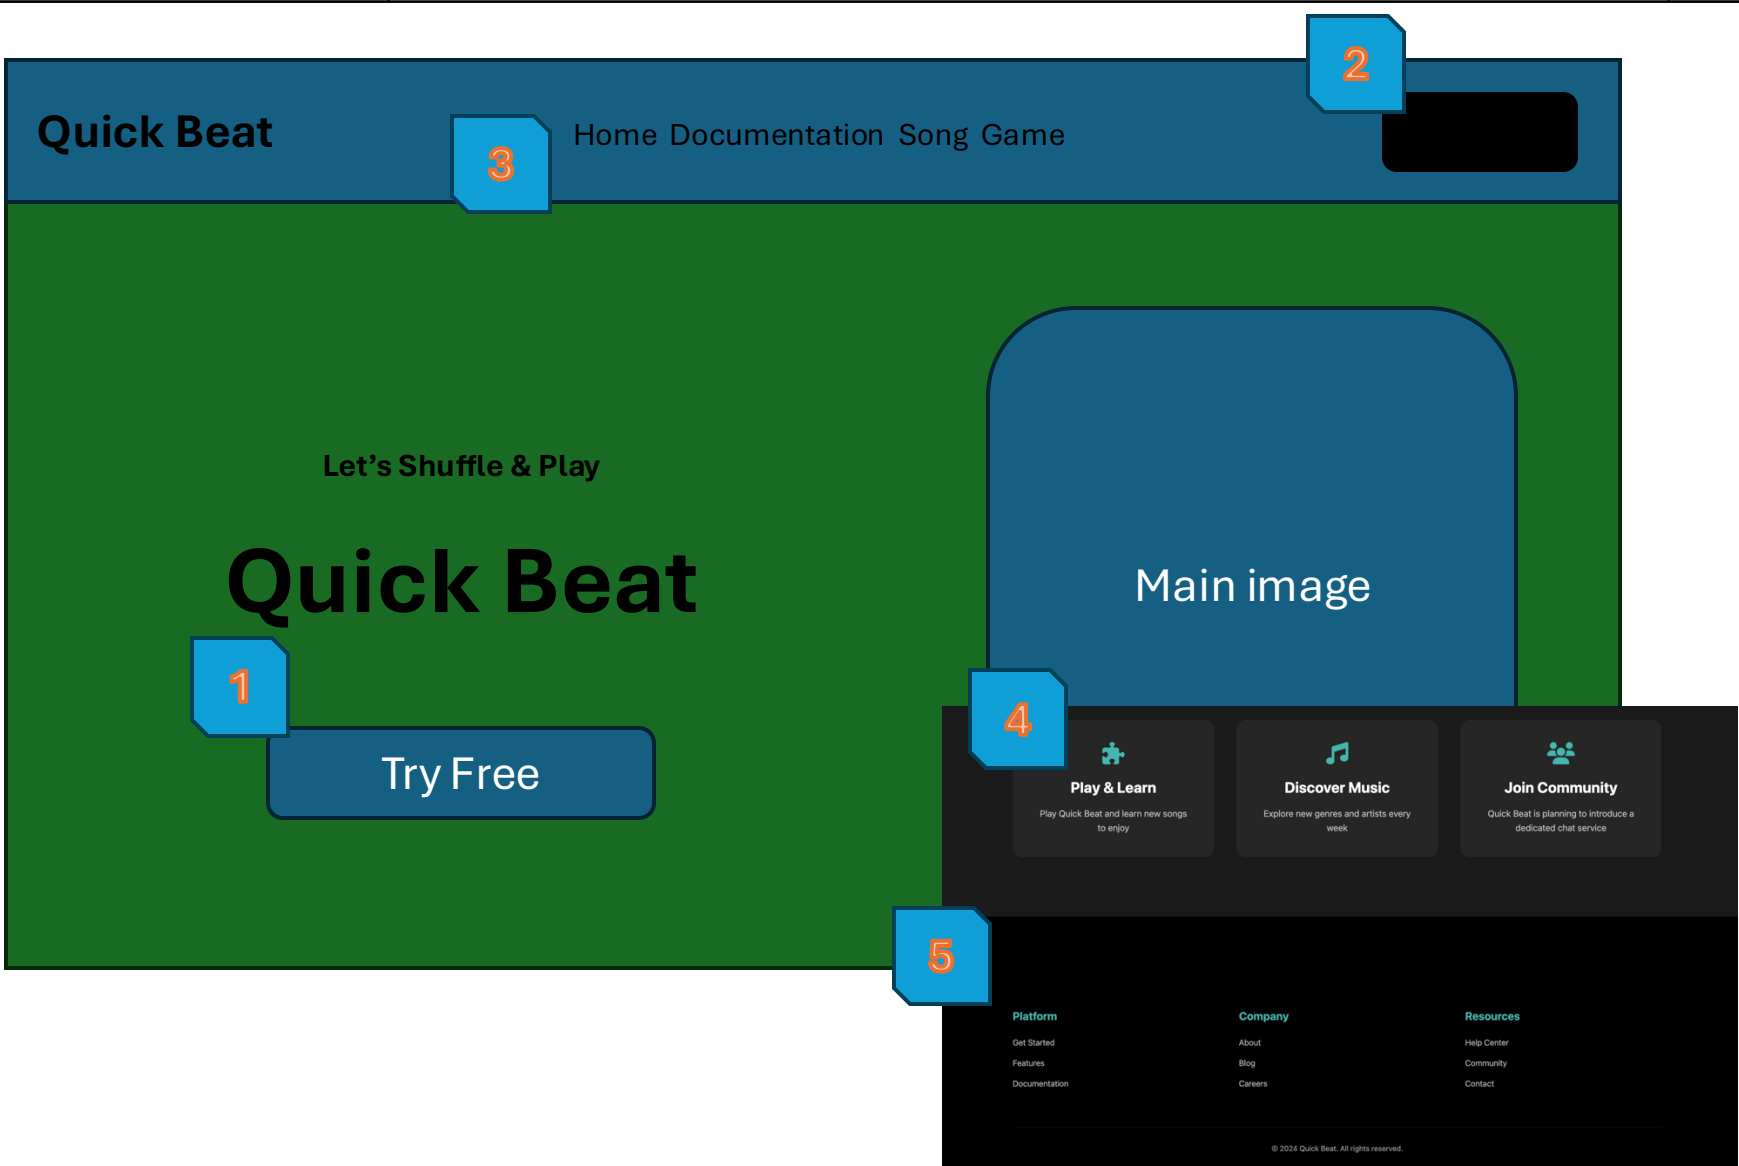 2
Quick Beat
3
Home Documentation Song Game
Let’s Shuffle & Play
Quick Beat
Main image
1
Try Free
4
Play & Learn
Play Quick Beat and learn new songs
to enjoy
Discover Music
Explore new genres and artists every
week
Join Community
Quick Beat is planning to introduce a
dedicated chat service
5
Platform
Get Started
Features
Documentation
Company
About
Blog
Careers
Resources
Help Center
Community
Contact
© 2024 Quick Beat. All rights reserved.